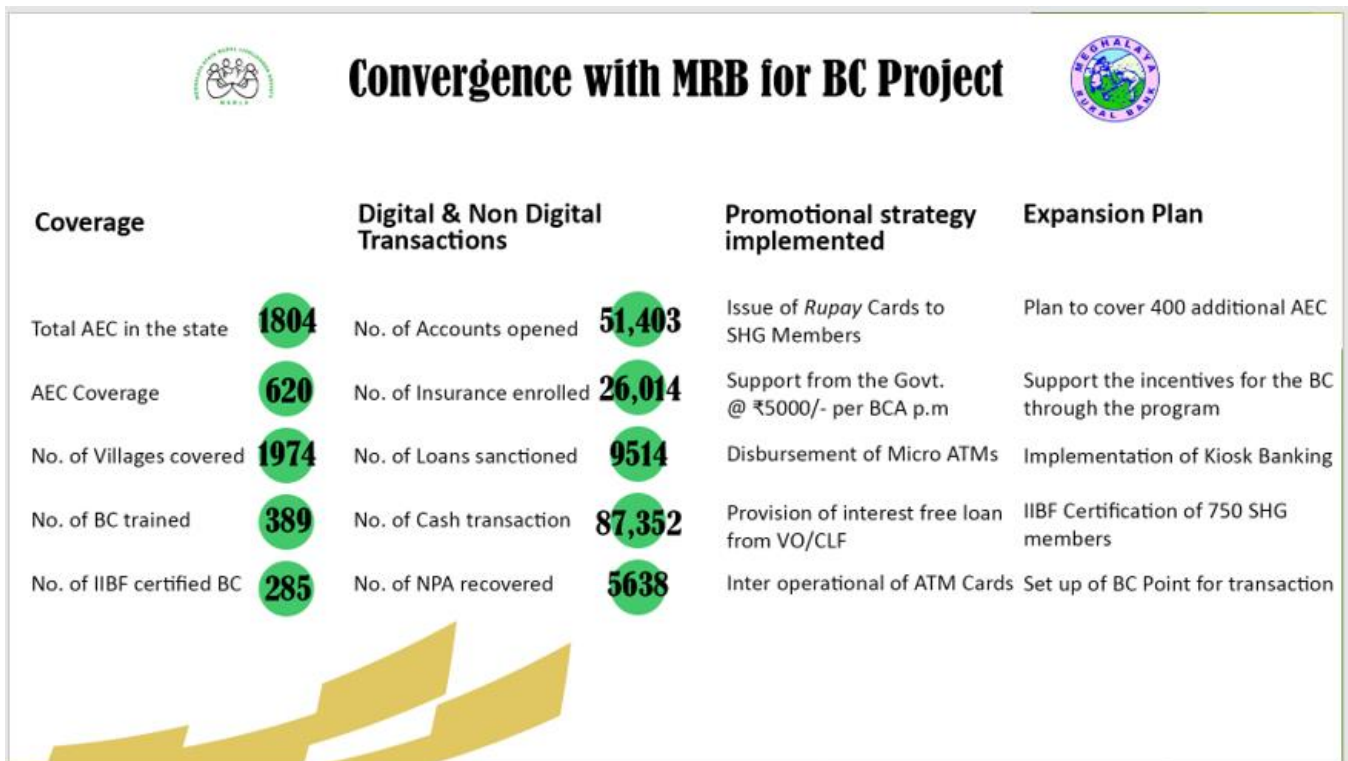 Convergence with MRB for BC Project
MEGHALAYA RURAL BANK
Coverage
Total AEC in the state 1804
AEC Coverage 620
No. of Villages covered 1974
No. of BC trained 389
No. of IIBF certified BC 285
Digital & Non Digital
Transactions
No. of Accounts opened 51,403
No. of Insurance enrolled 26,014
No. of Loans sanctioned 9514
No. of Cash transaction 87,352
No. of NPA recovered 5638
Promotional strategy
implemented
Issue of Rupay Cards to
SHG Members
Support from the Govt.
@ ₹5000/- per BCA p.m
Disbursement of Micro ATMs
Provision of interest free loan
from VO/CLF
Inter operational of ATM Cards
Expansion Plan
Plan to cover 400 additional AEC
Support the incentives for the BC
through the program
Implementation of Kiosk Banking
IIBF Certification of 750 SHG
members
Set up of BC Point for transaction